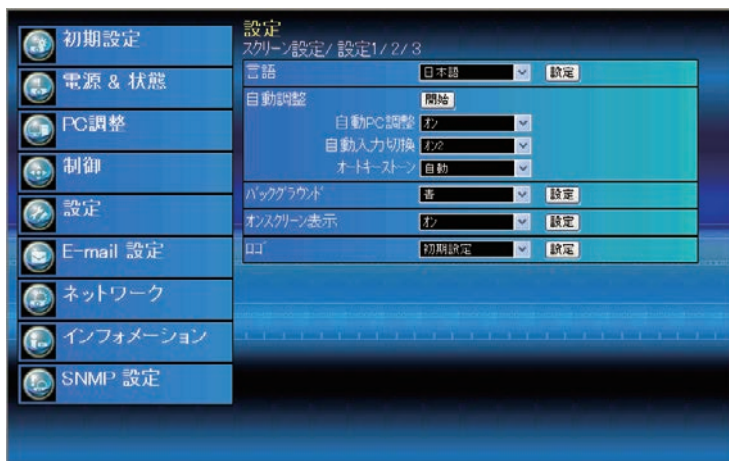 初期設定
電源 & 状態
PC調整
制御
設定
E-mail 設定
ネットワーク
インフォメーション
SNMP 設定
設定
スクリーン設定/ 設定1/ 2/ 3
言語 日本語 設定
自動調整 開始
自動PC調整 オン
自動入力切換 オン2
オートキーストーン 自動
バックグラウンド 青 設定
オンスクリーン表示 オン 設定
ロゴ 初期設定 設定